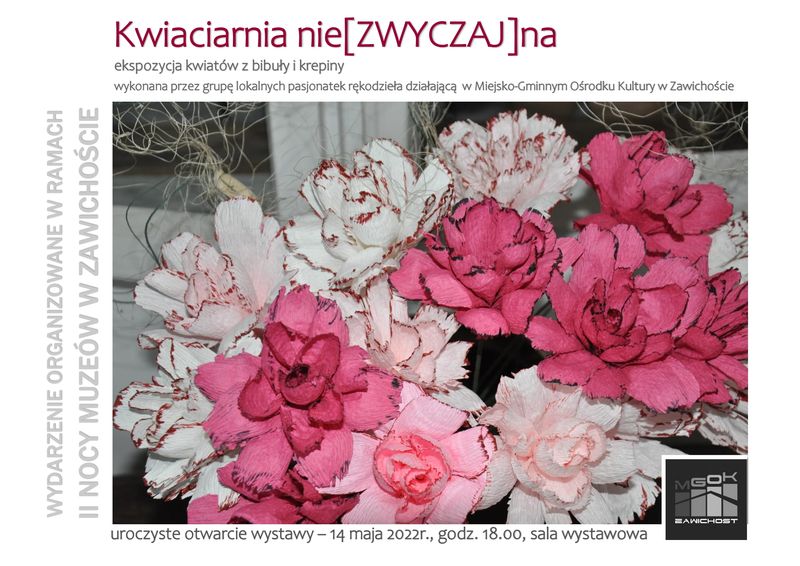 Kwiaciarnia nie[ZWYCZAJ]na
ekspozycja kwiatów z bibuły i krepiny
wykonana przez grupę lokalnych pasjonatek rękodzieła działającą w Miejsko-Gminnym Ośrodku Kultury w Zawichoście
WYDARZENIE ORGANIZOWANE W RAMACH
II NOCY MUZEÓW W ZAWICHOŚCIE
MGOK
ZAWICHOST
uroczyste otwarcie wystawy – 14 maja 2022r., godz. 18.00, sala wystawowa